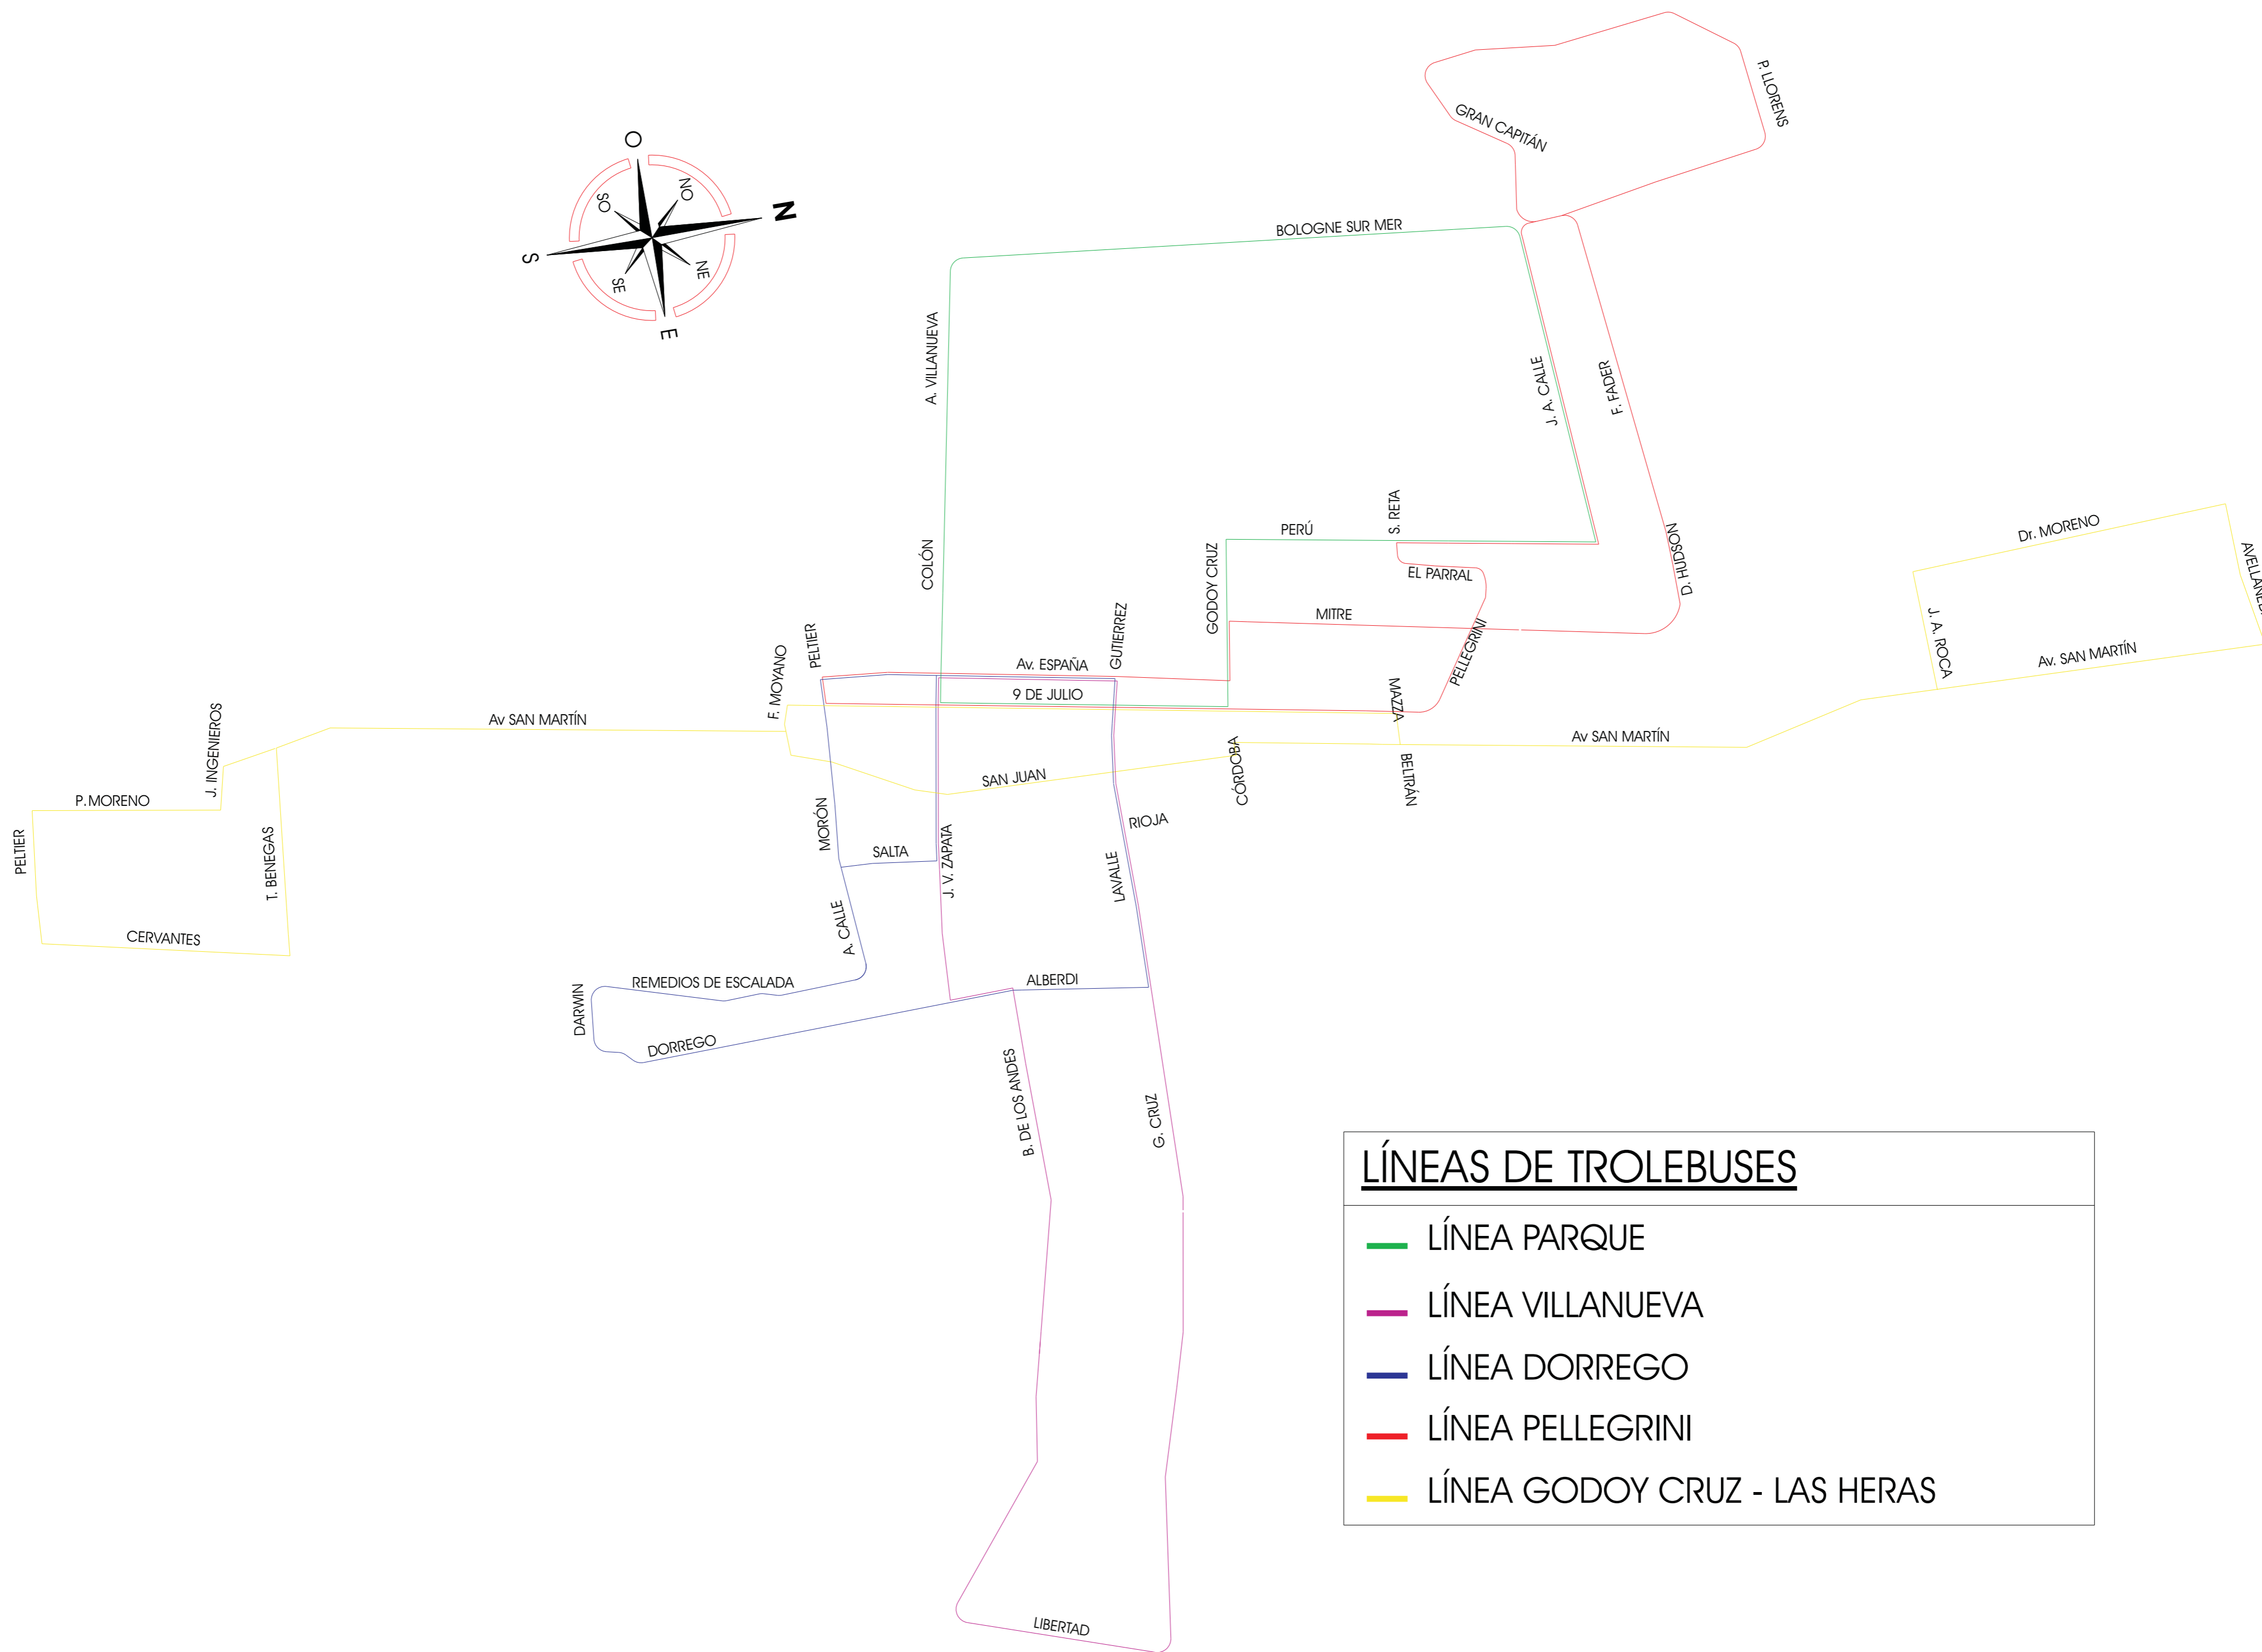 P. LLORENS
GRAN CAPITÁN
O
NO
SO
N
S
NE
SE
E
BOLOGNE SUR MER
A. VILLANUEVA
J. A. CALLE
F. FADER
S. RETA
PERÚ
D. HUDSON
Dr. MORENO
AVELLANED
COLÓN
GODOY CRUZ
EL PARRAL
MITRE
GUTIERREZ
PELTIER
F. MOYANO
PELLEGRINI
J. A. ROCA
Av. SAN MARTÍN
Av. ESPAÑA
9 DE JULIO
MAZZA
Av SAN MARTÍN
Av SAN MARTÍN
J. INGENIEROS
CÓRDOBA
BELTRÁN
SAN JUAN
P. MORENO
PELTIER
T. BENEGAS
MORÓN
SALTA
J. V. ZAPATA
RIOJA
LAVALLE
CERVANTES
A. CALLE
REMEDIOS DE ESCALADA
ALBERDI
DARWIN
DORREGO
B. DE LOS ANDES
G. CRUZ
LIBERTAD
LÍNEAS DE TROLEBUSES
LÍNEA PARQUE
LÍNEA VILLANUEVA
LÍNEA DORREGO
LÍNEA PELLEGRINI
LÍNEA GODOY CRUZ - LAS HERAS